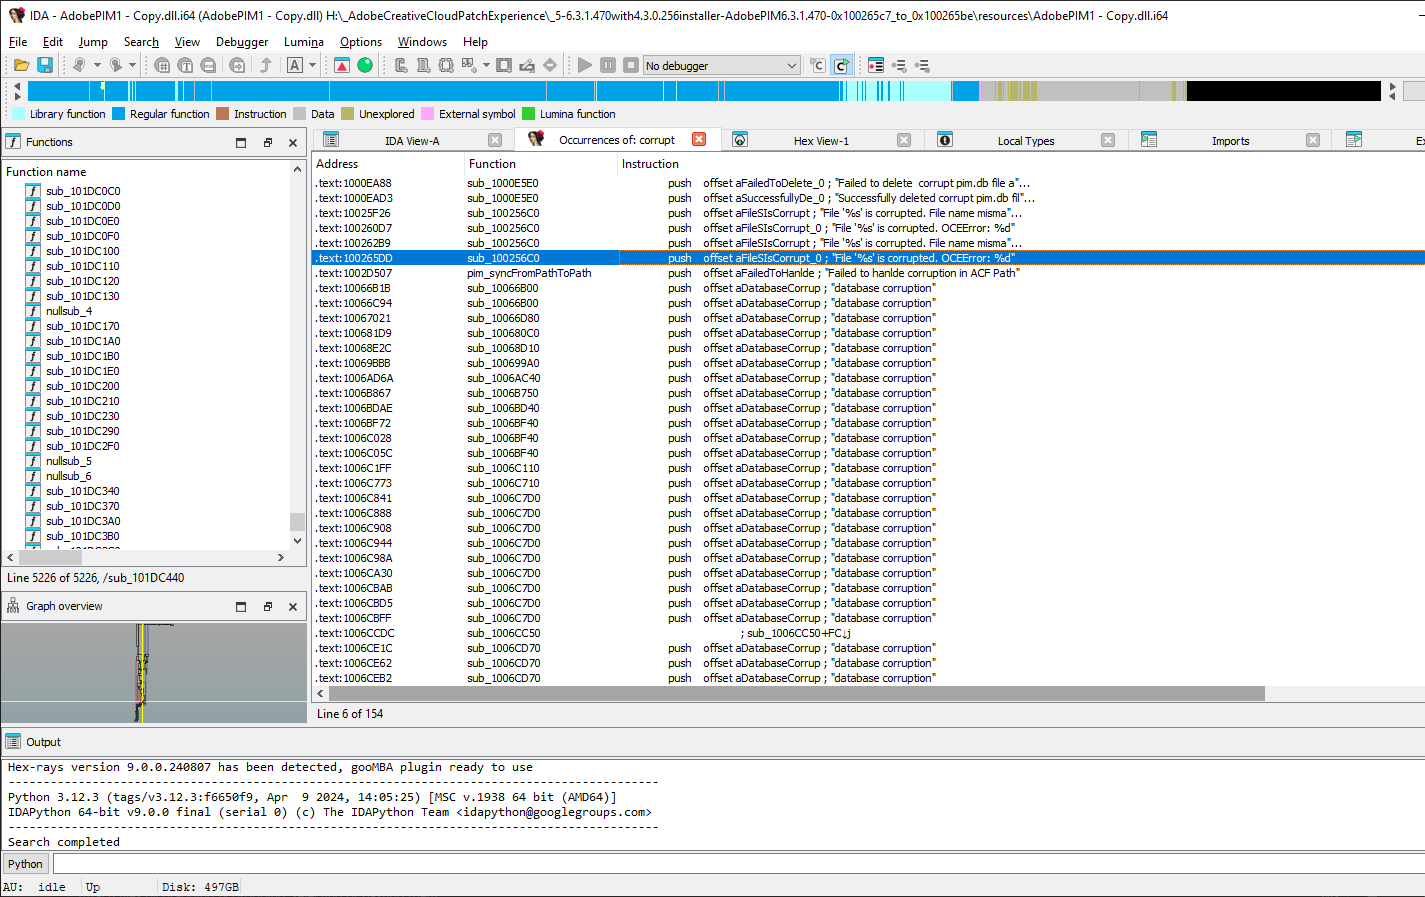 IDA - AdobePIM1 - Copy.dll.i64 (AdobePIM1 - Copy.dll) H:\_AdobeCreativeCloudPatchExperience\_5-6.3.1.470with4.3.0.256installer-AdobePIM6.3.1.470-0x100265c7_to_0x100265be\resources\AdobePIM1 - Copy.dll.i64
File Edit Jump Search View Debugger Lumina Options Windows Help
No debugger
Library function Regular function Instruction Data Unexplored External symbol Lumina function
Functions
IDA View-A Occurrences of: corrupt Hex View-1 Local Types Imports Ex
Function name
sub_101DC0C0
sub_101DC0D0
sub_101DC0E0
sub_101DC0F0
sub_101DC100
sub_101DC110
sub_101DC120
sub_101DC130
nullsub_4
sub_101DC170
sub_101DC1A0
sub_101DC1B0
sub_101DC1E0
sub_101DC200
sub_101DC210
sub_101DC230
sub_101DC290
sub_101DC2F0
nullsub_5
nullsub_6
sub_101DC340
sub_101DC370
sub_101DC3A0
sub_101DC3B0
Line 5226 of 5226, /sub_101DC440
Graph overview
Address Function Instruction
.text:1000EA88 sub_1000E5E0 push offset aFailedToDelete_0 ; "Failed to delete  corrupt pim.db file a"...
.text:1000EAD3 sub_1000E5E0 push offset aSuccessfullyDe_0 ; "Successfully deleted corrupt pim.db fil"...
.text:10025F26 sub_100256C0 push offset aFileSIsCorrupt ; "File '%s' is corrupted. File name misma"...
.text:100260D7 sub_100256C0 push offset aFileSIsCorrupt_0 ; "File '%s' is corrupted. OCEError: %d"
.text:100262B9 sub_100256C0 push offset aFileSIsCorrupt ; "File '%s' is corrupted. File name misma"...
.text:100265DD sub_100256C0 push offset aFileSIsCorrupt_0 ; "File '%s' is corrupted. OCEError: %d"
.text:1002D507 pim_syncFromPathToPath push offset aFailedToHanlde ; "Failed to hanlde corruption in ACF Path"
.text:10066B1B sub_10066B00 push offset aDatabaseCorrup ; "database corruption"
.text:10066C94 sub_10066B00 push offset aDatabaseCorrup ; "database corruption"
.text:10067021 sub_10066D80 push offset aDatabaseCorrup ; "database corruption"
.text:100681D9 sub_100680C0 push offset aDatabaseCorrup ; "database corruption"
.text:10068E2C sub_10068D10 push offset aDatabaseCorrup ; "database corruption"
.text:10069BBB sub_100699A0 push offset aDatabaseCorrup ; "database corruption"
.text:1006AD6A sub_1006AC40 push offset aDatabaseCorrup ; "database corruption"
.text:1006B867 sub_1006B750 push offset aDatabaseCorrup ; "database corruption"
.text:1006BDAE sub_1006BD40 push offset aDatabaseCorrup ; "database corruption"
.text:1006BF72 sub_1006BF40 push offset aDatabaseCorrup ; "database corruption"
.text:1006C028 sub_1006BF40 push offset aDatabaseCorrup ; "database corruption"
.text:1006C05C sub_1006BF40 push offset aDatabaseCorrup ; "database corruption"
.text:1006C1FF sub_1006C110 push offset aDatabaseCorrup ; "database corruption"
.text:1006C773 sub_1006C710 push offset aDatabaseCorrup ; "database corruption"
.text:1006C841 sub_1006C7D0 push offset aDatabaseCorrup ; "database corruption"
.text:1006C888 sub_1006C7D0 push offset aDatabaseCorrup ; "database corruption"
.text:1006C908 sub_1006C7D0 push offset aDatabaseCorrup ; "database corruption"
.text:1006C944 sub_1006C7D0 push offset aDatabaseCorrup ; "database corruption"
.text:1006C98A sub_1006C7D0 push offset aDatabaseCorrup ; "database corruption"
.text:1006CA30 sub_1006C7D0 push offset aDatabaseCorrup ; "database corruption"
.text:1006CBAB sub_1006C7D0 push offset aDatabaseCorrup ; "database corruption"
.text:1006CBD5 sub_1006C7D0 push offset aDatabaseCorrup ; "database corruption"
.text:1006CBFF sub_1006C7D0 push offset aDatabaseCorrup ; "database corruption"
.text:1006CCDC sub_1006CC50 ; sub_1006CC50+FC↓j
.text:1006CE1C sub_1006CD70 push offset aDatabaseCorrup ; "database corruption"
.text:1006CE62 sub_1006CD70 push offset aDatabaseCorrup ; "database corruption"
.text:1006CEB2 sub_1006CD70 push offset aDatabaseCorrup ; "database corruption"
Line 6 of 154
Output
Hex-rays version 9.0.0.240807 has been detected, gooMBA plugin ready to use
-------------------------------------------------------------------------------------
Python 3.12.3 (tags/v3.12.3:f6650f9, Apr  9 2024, 14:05:25) [MSC v.1938 64 bit (AMD64)]
IDAPython 64-bit v9.0.0 final (serial 0) (c) The IDAPython Team <idapython@googlegroups.com>
-------------------------------------------------------------------------------------
Search completed
Python
AU: idle Up Disk: 497GB